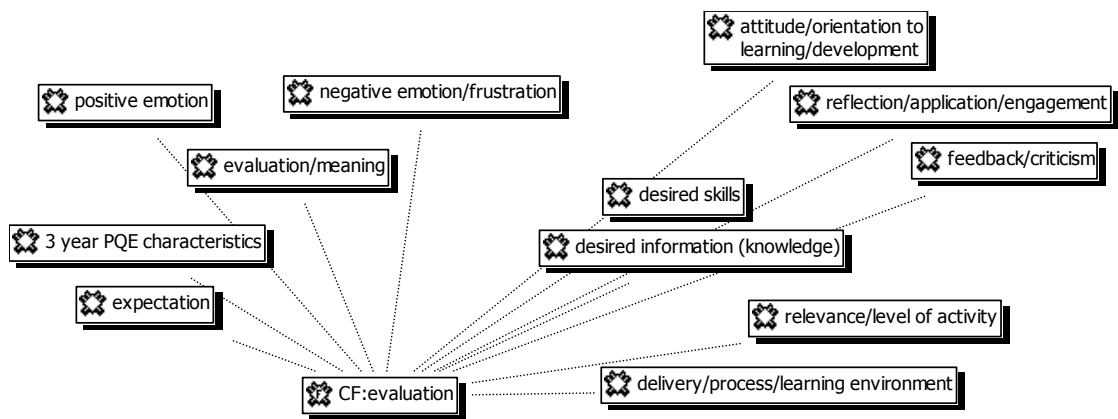 attitude/orientation to
learning/development
negative emotion/frustration
positive emotion
reflection/application/engagement
evaluation/meaning
feedback/criticism
desired skills
3 year PQE characteristics
desired information (knowledge)
expectation
relevance/level of activity
CF:evaluation
delivery/process/learning environment